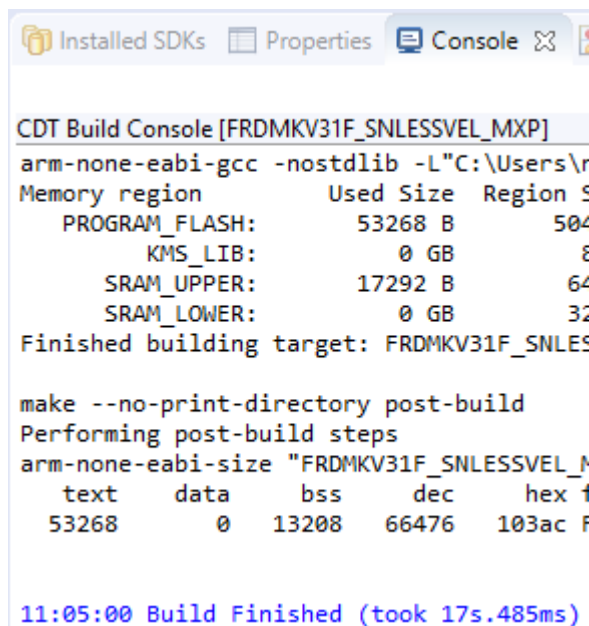 Installed SDKs Properties Console
CDT Build Console [FRDMKV31F_SNLESSVEL_MXP]
arm-none-eabi-gcc -nostdlib -L"C:\Users\
Memory region Used Size Region
PROGRAM_FLASH: 53268 B 504
KMS_LIB: 0 GB 8
SRAM_UPPER: 17292 B 64
SRAM_LOWER: 0 GB 32
Finished building target: FRDMKV31F_SNLES
make --no-print-directory post-build
Performing post-build steps
arm-none-eabi-size "FRDMKV31F_SNLESSVEL_M
text data bss dec hex f
53268 0 13208 66476 103ac F
11:05:00 Build Finished (took 17s.485ms)